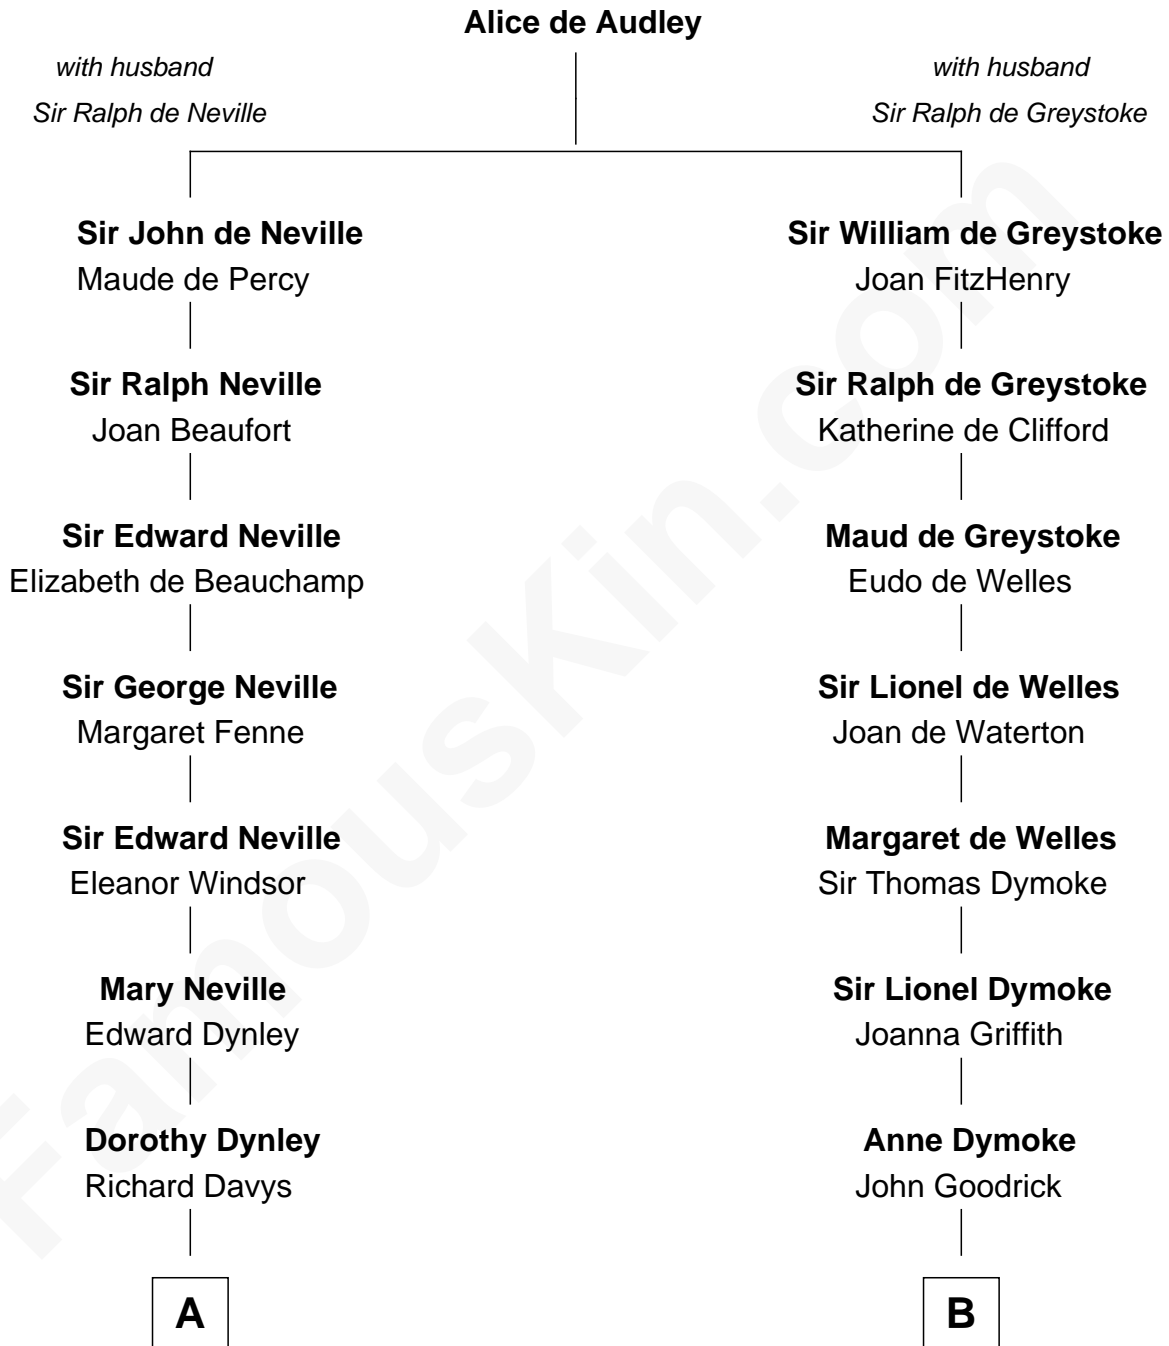 Alice de Audley
with husband
Sir Ralph de Neville
with husband
Sir Ralph de Greystoke
Sir John de Neville
Maude de Percy
Sir William de Greystoke
Joan FitzHenry
Sir Ralph Neville
Joan Beaufort
Sir Ralph de Greystoke
Katherine de Clifford
Sir Edward Neville
Elizabeth de Beauchamp
Maud de Greystoke
Eudo de Welles
Sir George Neville
Margaret Fenne
Sir Lionel de Welles
Joan de Waterton
Sir Edward Neville
Eleanor Windsor
Margaret de Welles
Sir Thomas Dymoke
Mary Neville
Edward Dynley
Sir Lionel Dymoke
Joanna Griffith
Dorothy Dynley
Richard Davys
Anne Dymoke
John Goodrick
A
B
FamousKin.com